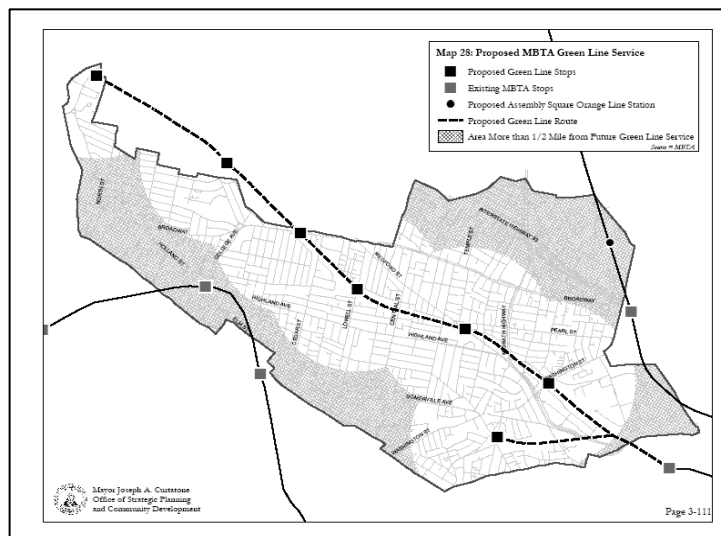 Map 28: Proposed MBTA Green Line Service
Proposed Green Line Stops
Existing MBTA Stops
Proposed Assembly Square Orange Line Station
Proposed Green Line Route
Area More than 1/2 Mile from Future Green Line Service
Source = MBTA
NORTH ST
BROADWAY
HOLLAND ST
COLLEGE AVE
INTERSTATE HIGHWAY 93
TEMPLE ST
MEDFORD ST
BROADWAY
HIGHLAND AVE
LOWELL ST
CENTRAL ST
CEDAR ST
HIGHLAND AVE
PEARL ST
WASHINGTON ST
SOMERVILLE AVE
WASHINGTON ST
Mayor Joseph A. Curtatone
Office of Strategic Planning
and Community Development
Page 3-111